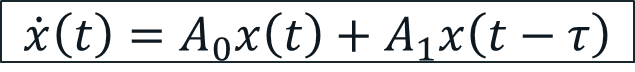 ẋ(t) = A₀x(t) + A₁x(t − τ)